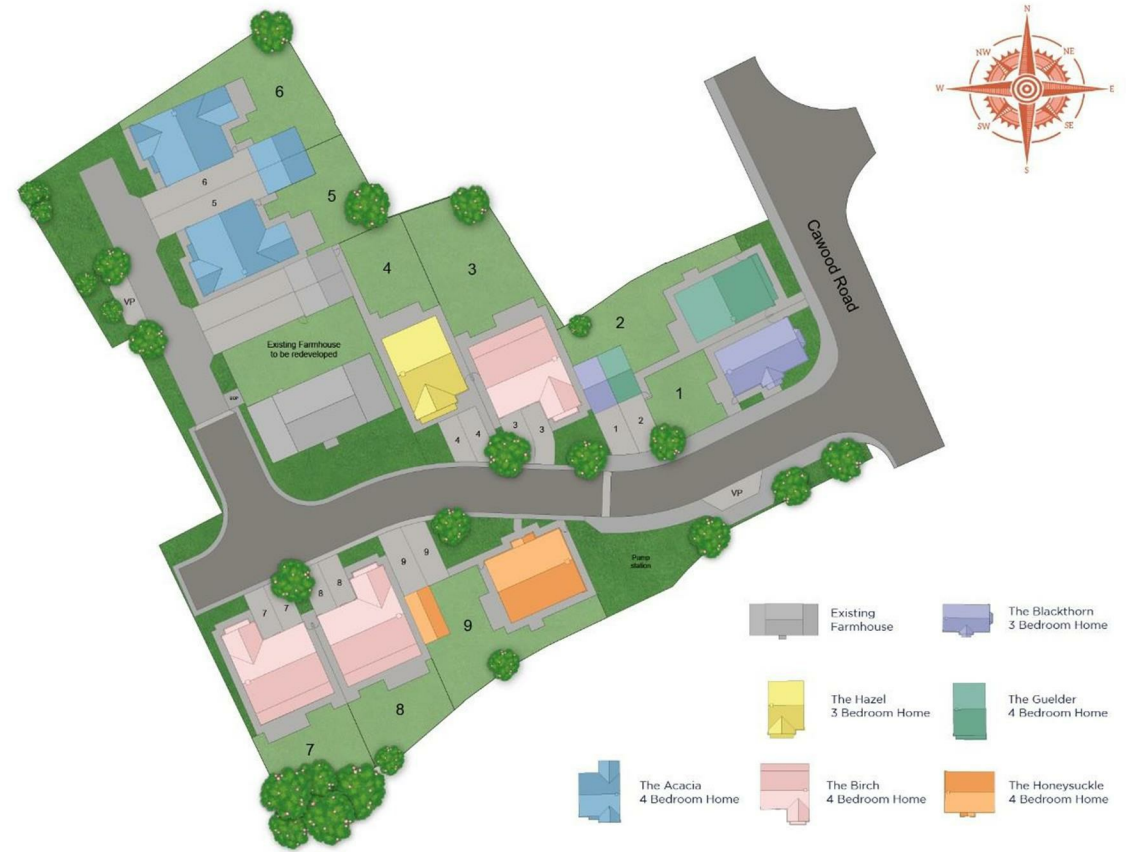 N
NW
NE
W
E
SW
SE
S
6
6
5
5
VP
4
3
2
Cawood Road
Existing Farmhouse
to be redeveloped
1
4
4
3
3
1
2
VP
Pump
station
9
9
8
8
7
7
9
8
7
Existing
Farmhouse
The Blackthorn
3 Bedroom Home
The Hazel
3 Bedroom Home
The Guelder
4 Bedroom Home
The Acacia
4 Bedroom Home
The Birch
4 Bedroom Home
The Honeysuckle
4 Bedroom Home